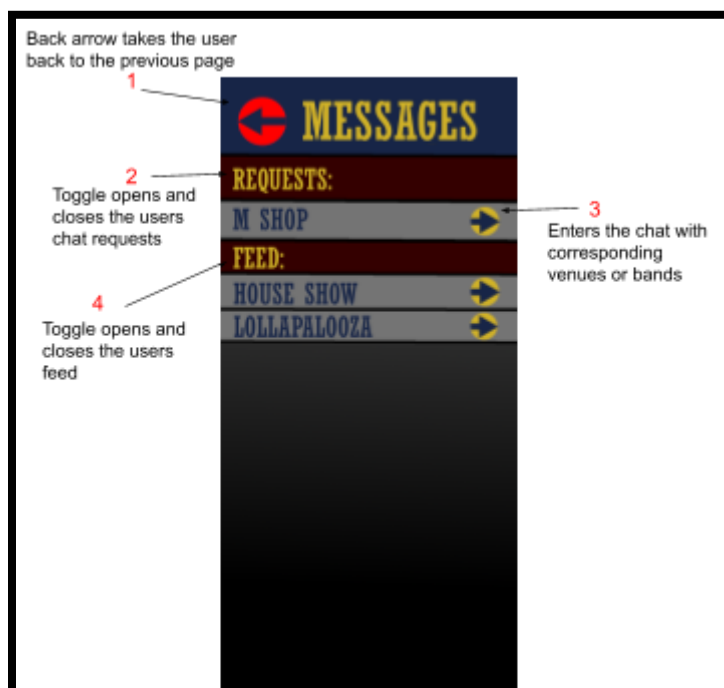 Back arrow takes the user
back to the previous page
1
MESSAGES
2
Toggle opens and
closes the users
chat requests
REQUESTS:
M SHOP
3
Enters the chat with
corresponding
venues or bands
FEED:
4
Toggle opens and
closes the users
feed
HOUSE SHOW
LOLLAPALOOZA